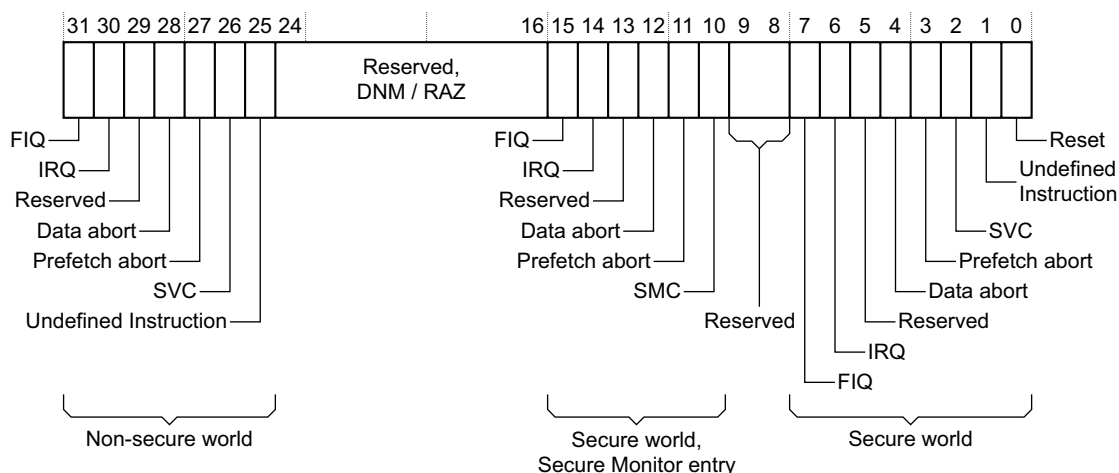 31 30 29 28 27 26 25 24 16 15 14 13 12 11 10 9 8 7 6 5 4 3 2 1 0
Reserved,
DNM / RAZ
FIQ
IRQ
Reserved
Data abort
Prefetch abort
SVC
Undefined Instruction
FIQ
IRQ
Reserved
Data abort
Prefetch abort
SMC
Reserved
Reset
Undefined
Instruction
SVC
Prefetch abort
Data abort
Reserved
IRQ
FIQ
Non-secure world
Secure world,
Secure Monitor entry
Secure world